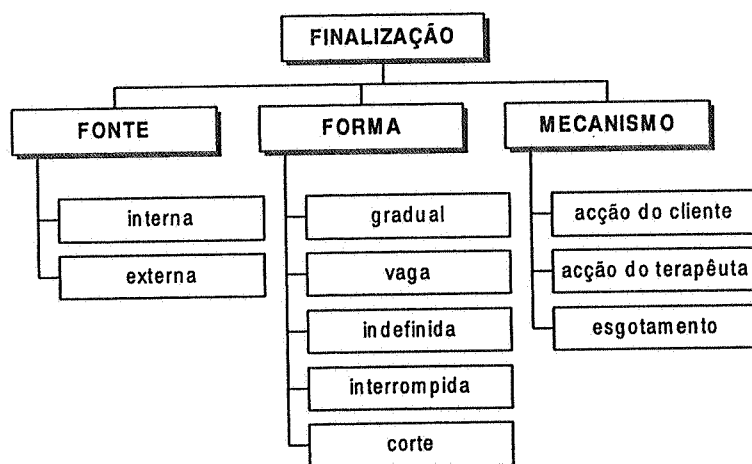 FINALIZAÇÃO
FONTE
interna
externa
FORMA
gradual
vaga
indefinida
interrompida
corte
MECANISMO
acção do cliente
acção do terapêuta
esgotamento